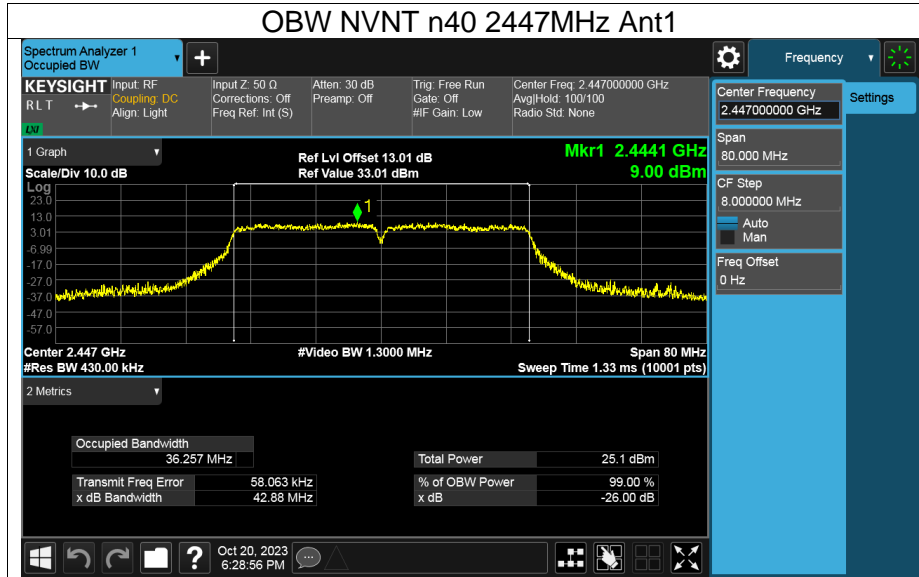 OBW NVNT n40 2447MHz Ant1
Spectrum Analyzer 1
Occupied BW
+
Frequency
KEYSIGHT
R L T
LXI
Input: RF
Coupling: DC
Align: Light
Input Z: 50 Ω
Corrections: Off
Freq Ref: Int (S)
Atten: 30 dB
Preamp: Off
Trig: Free Run
Gate: Off
#IF Gain: Low
Center Freq: 2.447000000 GHz
Avg|Hold: 100/100
Radio Std: None
Center Frequency
2.447000000 GHz
Settings
Span
80.000 MHz
CF Step
8.000000 MHz
Auto
Man
Freq Offset
0 Hz
1 Graph
Scale/Div 10.0 dB
Ref Lvl Offset 13.01 dB
Ref Value 33.01 dBm
Mkr1 2.4441 GHz
9.00 dBm
Log
23.0
13.0
3.01
-6.99
-17.0
-27.0
-37.0
-47.0
-57.0
1
Center 2.447 GHz
#Res BW 430.00 kHz
#Video BW 1.3000 MHz
Span 80 MHz
Sweep Time 1.33 ms (10001 pts)
2 Metrics
Occupied Bandwidth
36.257 MHz
Transmit Freq Error 58.063 kHz
x dB Bandwidth 42.88 MHz
Total Power 25.1 dBm
% of OBW Power 99.00 %
x dB -26.00 dB
?
Oct 20, 2023
6:28:56 PM